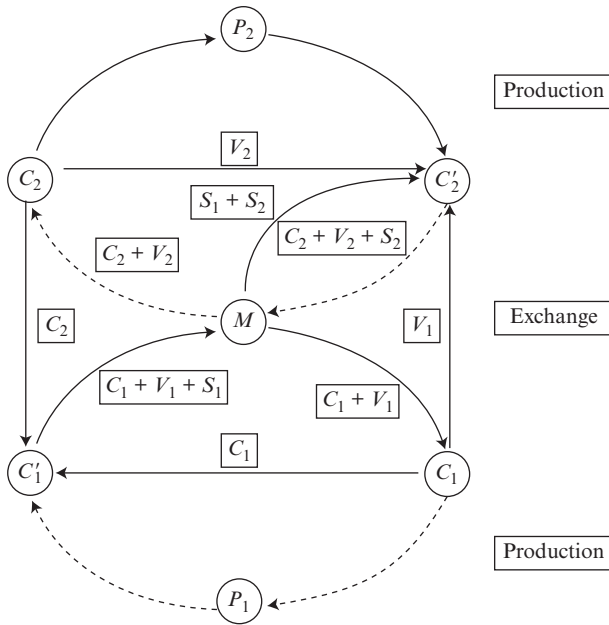 P₂
Production
V₂
C₂
C′₂
S₁ + S₂
C₂ + V₂
C₂ + V₂ + S₂
C₂
M
V₁
Exchange
C₁ + V₁ + S₁
C₁ + V₁
C₁
C′₁
C₁
Production
P₁